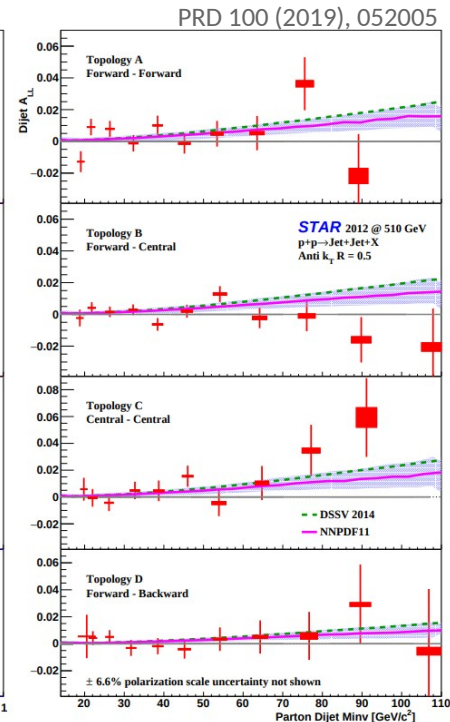 PRD 100 (2019), 052005
Dijet A_LL
0.06
0.04
0.02
0
−0.02
Topology A
Forward - Forward
0.06
0.04
0.02
0
−0.02
Topology B
Forward - Central
STAR 2012 @ 510 GeV
p+p→Jet+Jet+X
Anti k_T R = 0.5
0.08
0.06
0.04
0.02
0
−0.02
Topology C
Central - Central
DSSV 2014
NNPDF11
0.06
0.04
0.02
0
−0.02
Topology D
Forward - Backward
± 6.6% polarization scale uncertainty not shown
1
20 30 40 50 60 70 80 90 100 110
Parton Dijet Minv [GeV/c²]